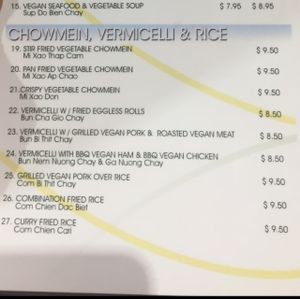 15. VEGAN SEAFOOD & VEGETABLE SOUP $ 7.95 $ 8.95
Sup Do Bien Chay
CHOWMEIN, VERMICELLI & RICE
19. STIR FRIED VEGETABLE CHOWMEIN $ 9.50
Mi Xao Thap Cam
20. PAN FRIED VEGETABLE CHOWMEIN $ 9.50
Mi Xao Ap Chao
21. CRISPY VEGETABLE CHOWMEIN $ 9.50
Mi Xao Don
22. VERMICELLI W / FRIED EGGLESS ROLLS $ 8.50
Bun Cha Gio Chay
23. VERMICELLI W / GRILLED VEGAN PORK & ROASTED VEGAN MEAT $ 8.50
Bun Bi Thit Chay
24. VERMICELLI WITH BBQ VEGAN HAM & BBQ VEGAN CHICKEN $ 8.50
Bun Nem Nuong Chay & Ga Nuong Chay
25. GRILLED VEGAN PORK OVER RICE $ 9.50
Com Bi Thit Chay
26. COMBINATION FRIED RICE $ 9.50
Com Chien Dac Biet
27. CURRY FRIED RICE $ 9.50
Com Chien Cari